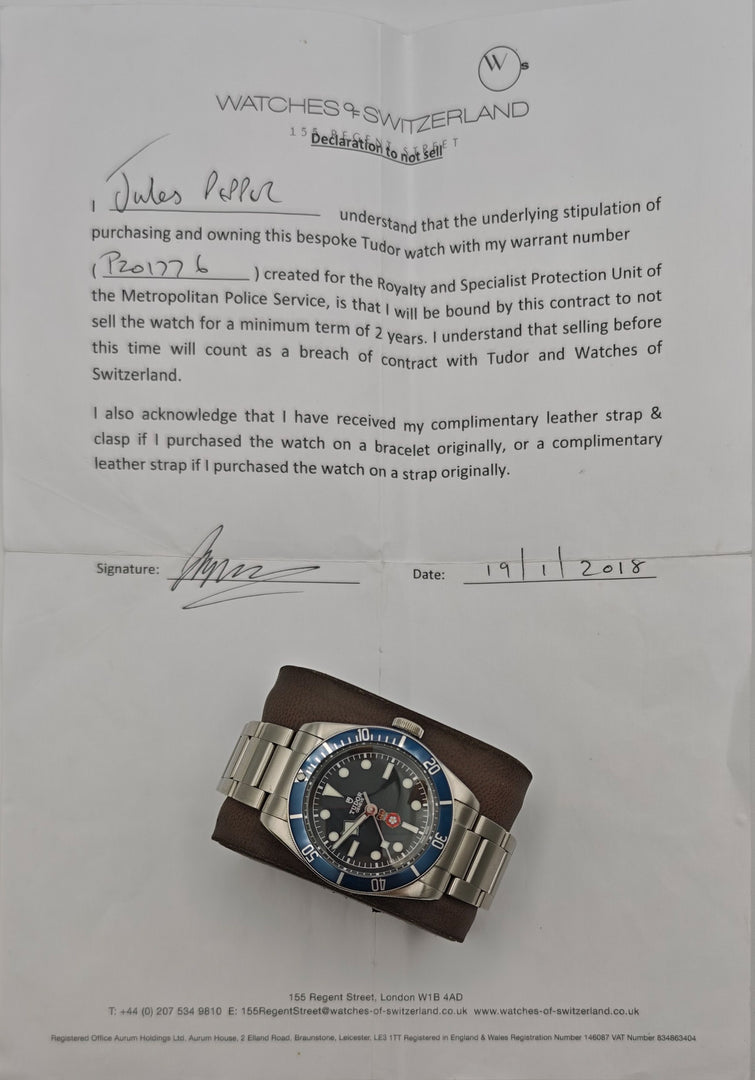 W
s
WATCHES OF SWITZERLAND
155 REGENT STREET
Declaration to not sell
I Jules Pepper understand that the underlying stipulation of
purchasing and owning this bespoke Tudor watch with my warrant number
(P201776) created for the Royalty and Specialist Protection Unit of
the Metropolitan Police Service, is that I will be bound by this contract to not
sell the watch for a minimum term of 2 years. I understand that selling before
this time will count as a breach of contract with Tudor and Watches of
Switzerland.
I also acknowledge that I have received my complimentary leather strap &
clasp if I purchased the watch on a bracelet originally, or a complimentary
leather strap if I purchased the watch on a strap originally.
Signature:
Date: 19/1/2018
10
20
30
40
50
TUDOR
155 Regent Street, London W1B 4AD
T: +44 (0) 207 534 9810 E: 155RegentStreet@watches-of-switzerland.co.uk www.watches-of-switzerland.co.uk
Registered Office Aurum Holdings Ltd, Aurum House, 2 Elland Road, Braunstone, Leicester, LE3 1TT Registered in England & Wales Registration Number 146087 VAT Number 834863404